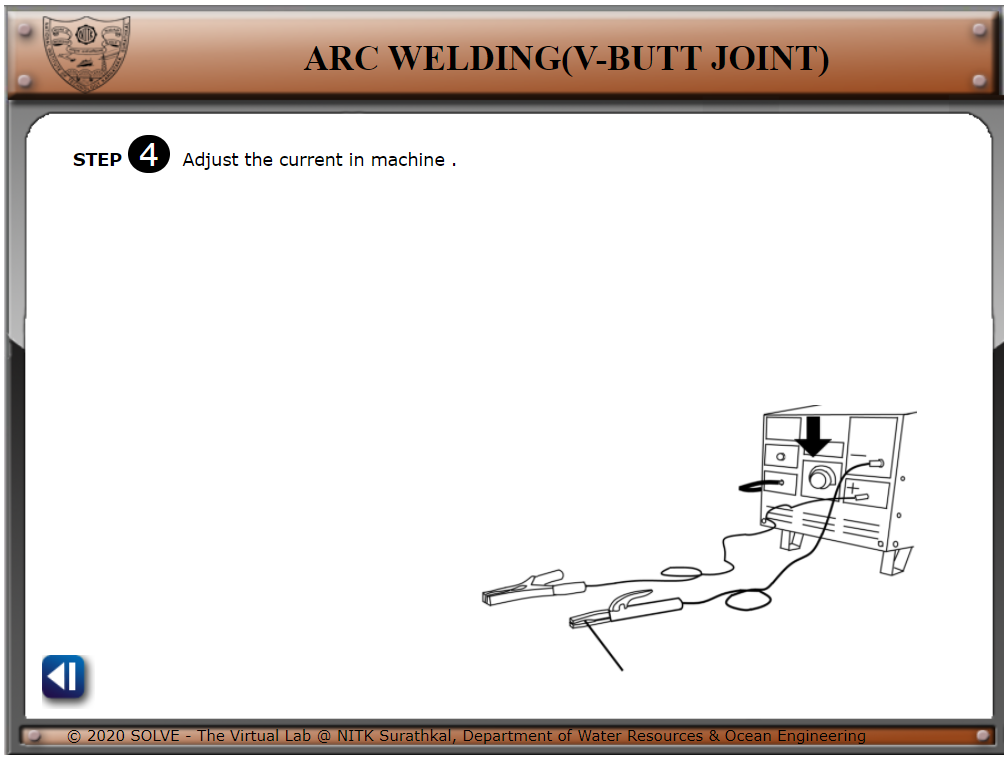 ARC WELDING(V-BUTT JOINT)
STEP 4 Adjust the current in machine .
− 
+
© 2020 SOLVE - The Virtual Lab @ NITK Surathkal, Department of Water Resources & Ocean Engineering